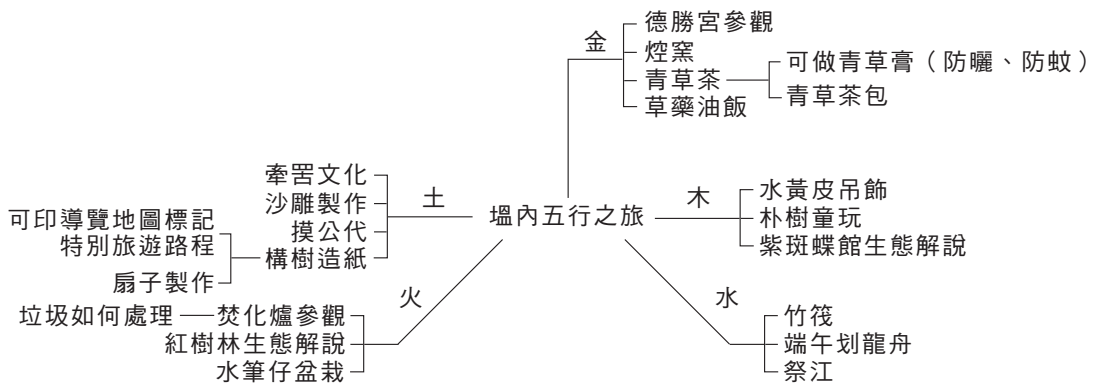 金
德勝宮參觀
焢窯
青草茶
草藥油飯
可做青草膏（防曬、防蚊）
青草茶包
土
牽罟文化
沙雕製作
摸公代
構樹造紙
可印導覽地圖標記
特別旅遊路程
扇子製作
塭內五行之旅
木
水黃皮吊飾
朴樹童玩
紫斑蝶館生態解說
火
焚化爐參觀
垃圾如何處理
紅樹林生態解說
水筆仔盆栽
水
竹筏
端午划龍舟
祭江